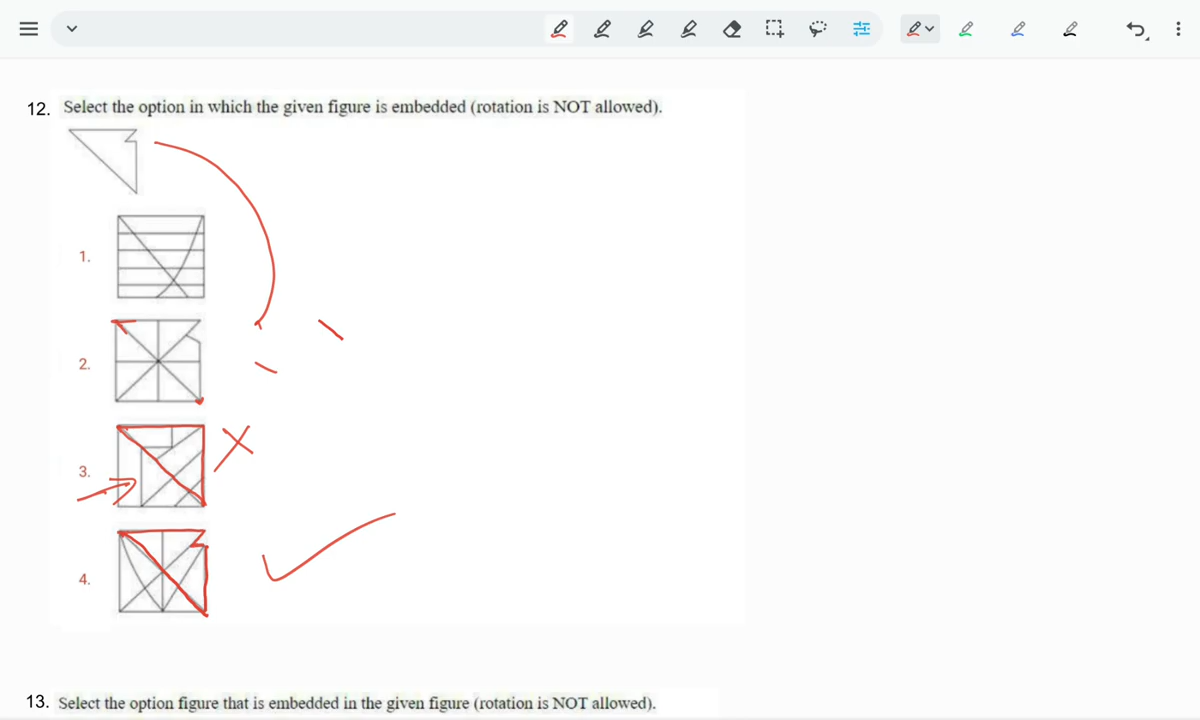 12. Select the option in which the given figure is embedded (rotation is NOT allowed).
1.
2.
3.
4.
13. Select the option figure that is embedded in the given figure (rotation is NOT allowed).